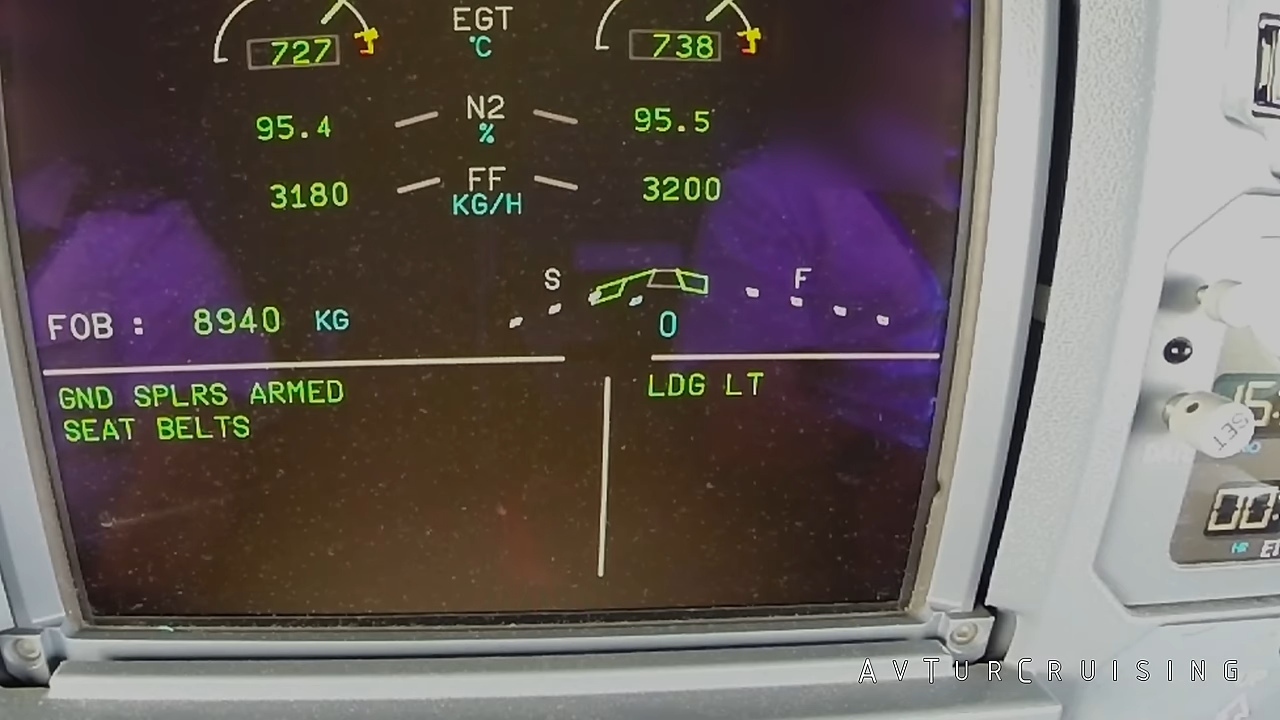 727 EGT 738
°C
95.4 N2 95.5
%
3180 FF 3200
KG/H
S F
FOB : 8940 KG 0
GND SPLRS ARMED LDG LT
SEAT BELTS
SET
AVTURCRUISING